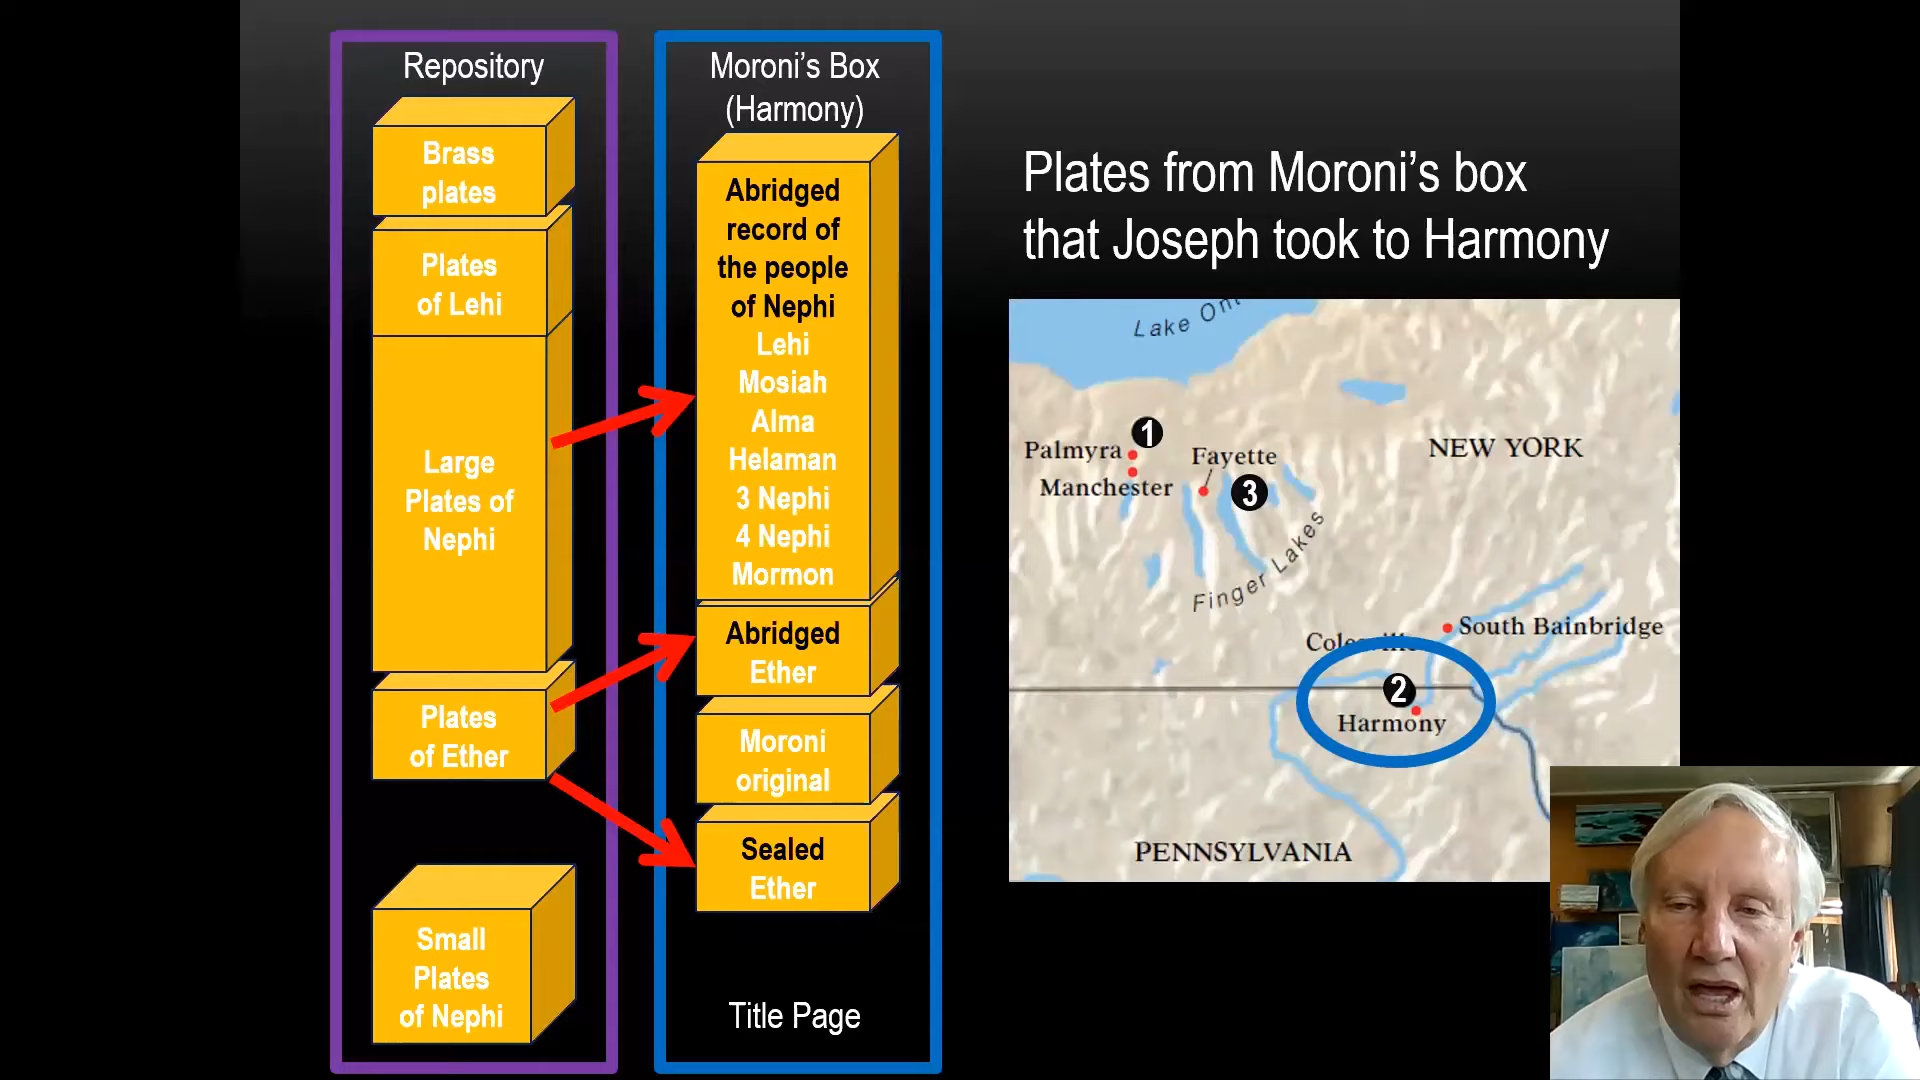 Repository
Brass
plates
Plates
of Lehi
Large
Plates of
Nephi
Plates
of Ether
Small
Plates
of Nephi
Moroni's Box
(Harmony)
Abridged
record of
the people
of Nephi
Lehi
Mosiah
Alma
Helaman
3 Nephi
4 Nephi
Mormon
Abridged
Ether
Moroni
original
Sealed
Ether
Title Page
Plates from Moroni's box
that Joseph took to Harmony
Lake Ont
1
Palmyra
Manchester
Fayette
3
NEW YORK
Finger Lakes
South Bainbridge
2
Harmony
PENNSYLVANIA